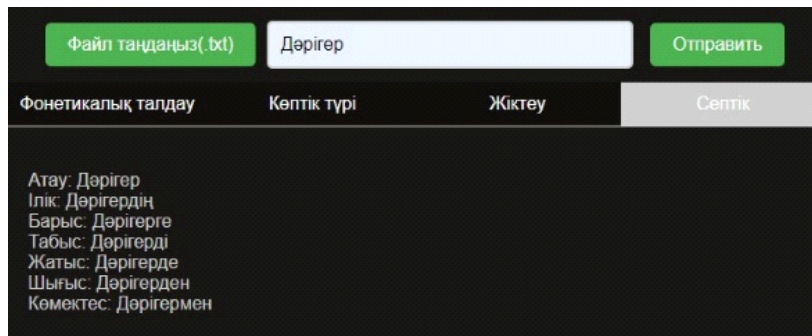 Файл таңдаңыз(.txt) Дәрігер Отправить
Фонетикалық талдау Көптік түрі Жіктеу Септік
Атау: Дәрігер
Ілік: Дәрігердің
Барыс: Дәрігерге
Табыс: Дәрігерді
Жатыс: Дәрігерде
Шығыс: Дәрігерден
Көмектес: Дәрігермен